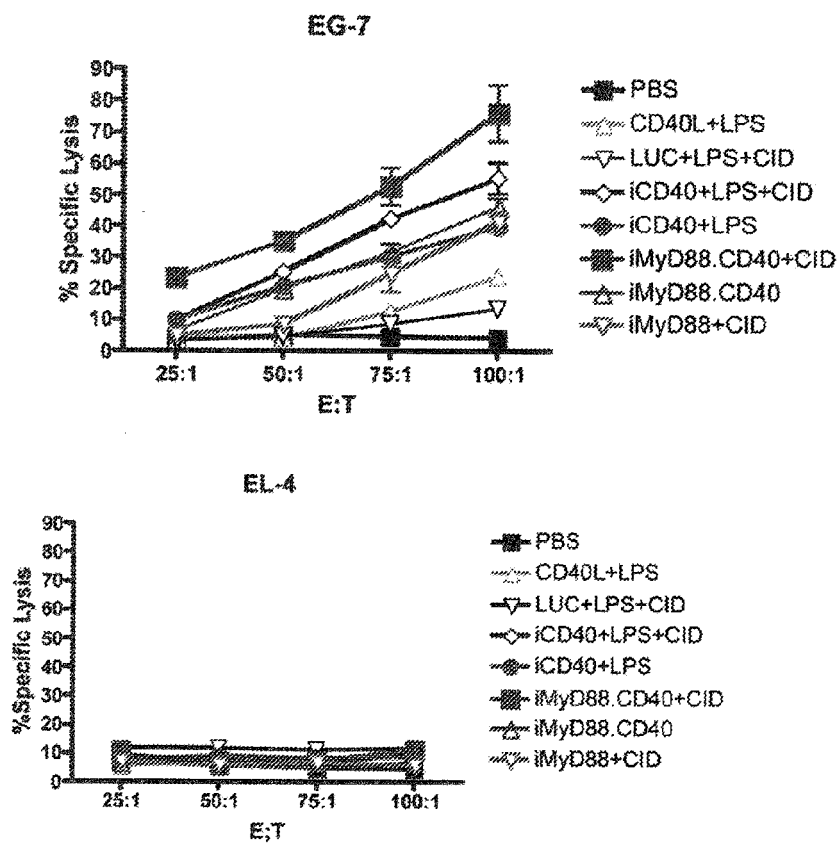 EG-7
90
80
70
60
50
40
30
20
10
0
% Specific Lysis
25:1
50:1
75:1
100:1
E:T
PBS
CD40L+LPS
LUC+LPS+CID
iCD40+LPS+CID
iCD40+LPS
iMyD88.CD40+CID
iMyD88.CD40
iMyD88+CID
EL-4
90
80
70
60
50
40
30
20
10
0
%Specific Lysis
25:1
50:1
75:1
100:1
E;T
PBS
CD40L+LPS
LUC+LPS+CID
iCD40+LPS+CID
iCD40+LPS
iMyD88.CD40+CID
iMyD88.CD40
iMyD88+CID